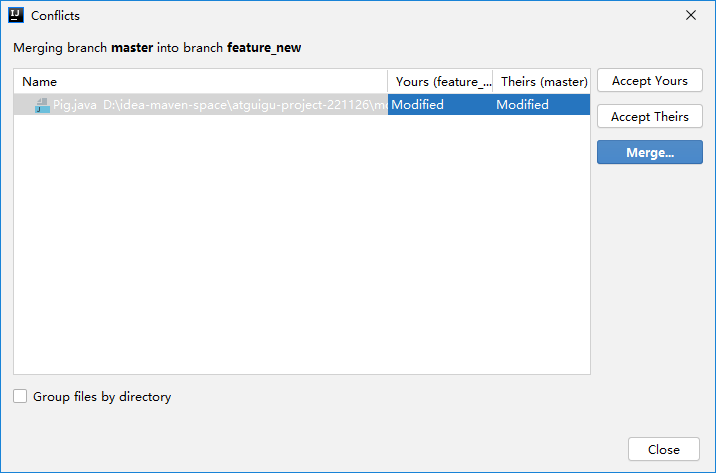 Conflicts
Merging branch master into branch feature_new
Name Yours (feature_... Theirs (master)
Pig.java D:\idea-maven-space\atguigu-project-221126\mo Modified Modified
Accept Yours
Accept Theirs
Merge...
Group files by directory
Close